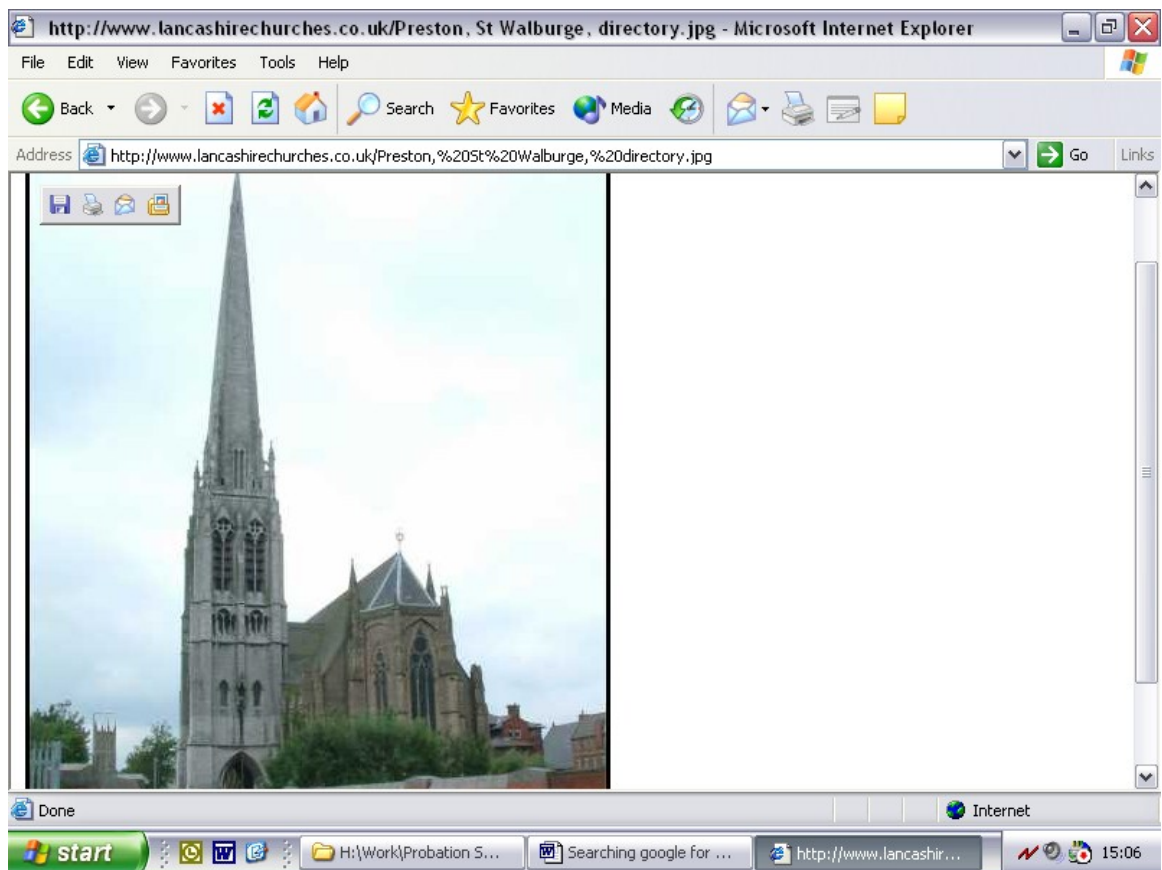 http://www.lancashirechurches.co.uk/Preston, St Walburge, directory.jpg - Microsoft Internet Explorer
File Edit View Favorites Tools Help
Back Search Favorites Media
Address http://www.lancashirechurches.co.uk/Preston,%20St%20Walburge,%20directory.jpg Go Links
Done Internet
start H:\Work\Probation S... Searching google for ... http://www.lancashir... 15:06